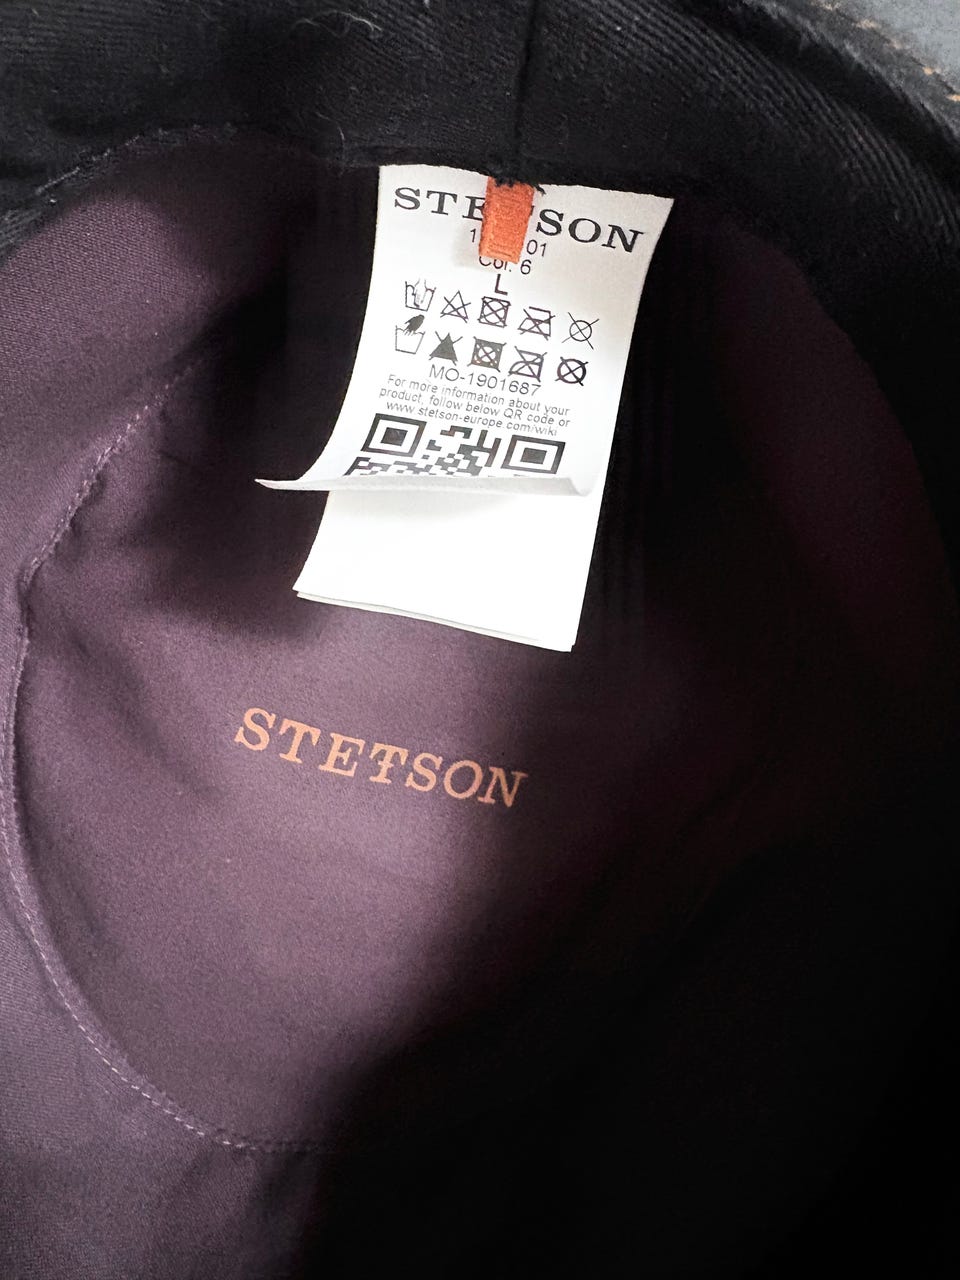 STETSON
Col. 6
L
MO-1901687
For more information about your
product, follow below QR code or
www.stetson-europe.com/wiki
STETSON